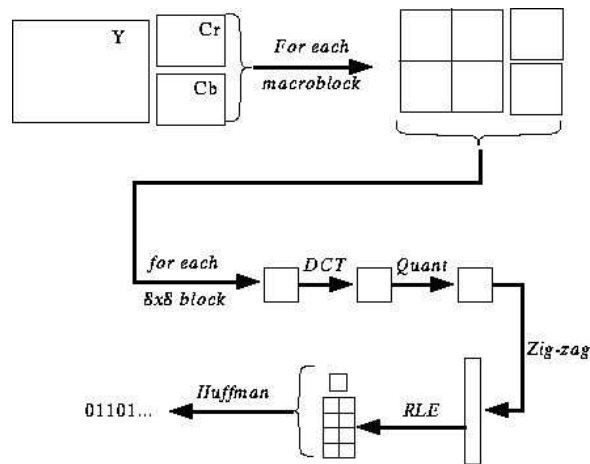 Y
Cr
Cb
For each
macroblock
for each
8x8 block
DCT
Quant
Zig-zag
RLE
Huffman
01101...